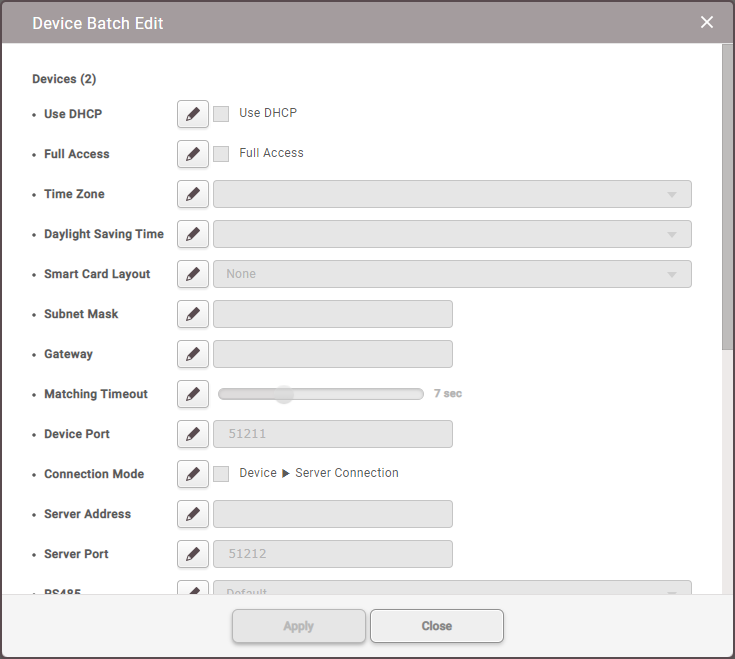 Device Batch Edit
Devices (2)
Use DHCP Use DHCP
Full Access Full Access
Time Zone
Daylight Saving Time
Smart Card Layout None
Subnet Mask
Gateway
Matching Timeout 7 sec
Device Port 51211
Connection Mode Device ▶ Server Connection
Server Address
Server Port 51212
RS485 Default
Apply Close